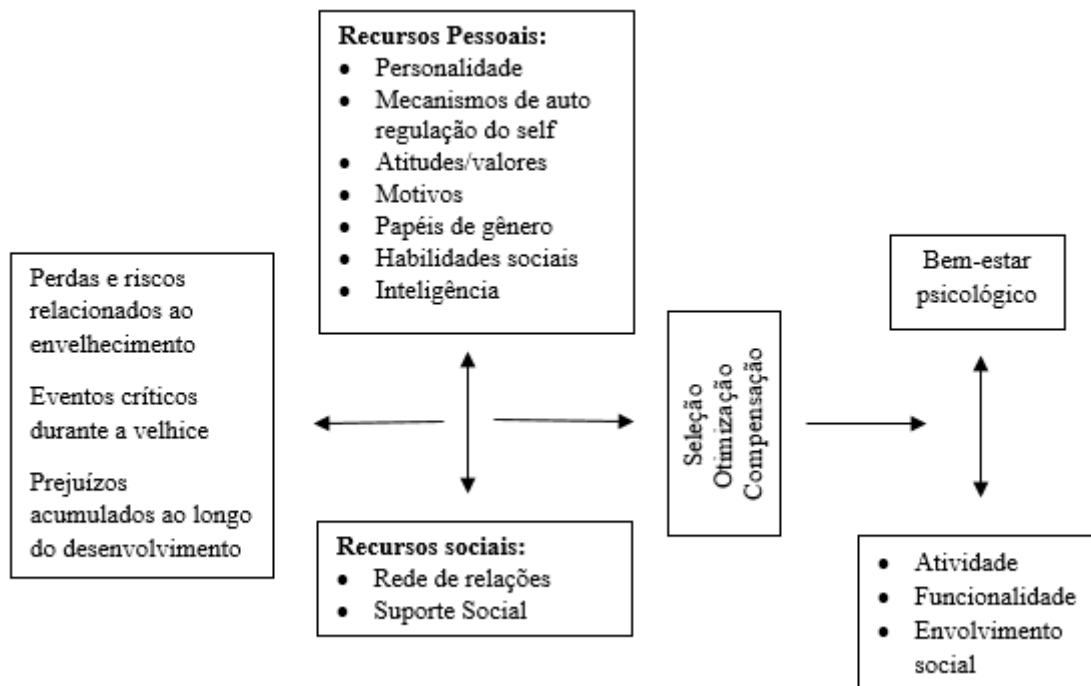 Recursos Pessoais:
• Personalidade
• Mecanismos de auto
regulação do self
• Atitudes/valores
• Motivos
• Papéis de gênero
• Habilidades sociais
• Inteligência
Perdas e riscos
relacionados ao
envelhecimento
Eventos críticos
durante a velhice
Prejuízos
acumulados ao longo
do desenvolvimento
Recursos sociais:
• Rede de relações
• Suporte Social
Seleção
Otimização
Compensação
Bem-estar
psicológico
• Atividade
• Funcionalidade
• Envolvimento
social